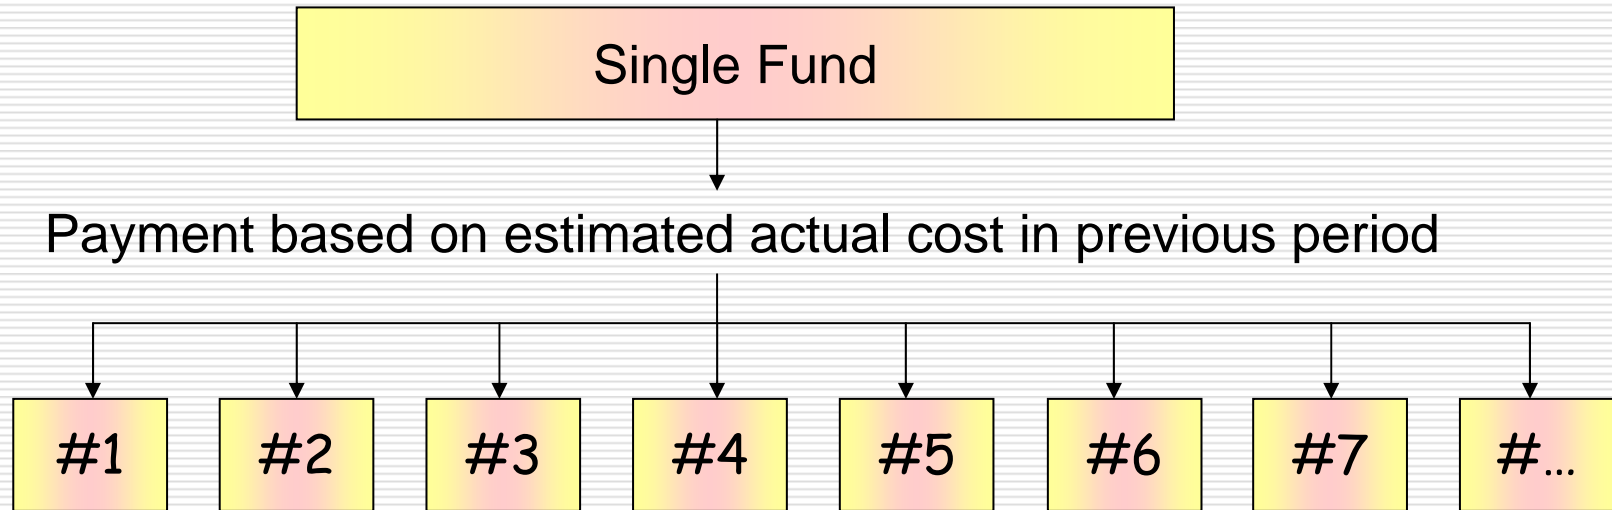 Single Fund
Payment based on estimated actual cost in previous period
#1 #2 #3 #4 #5 #6 #7 #...